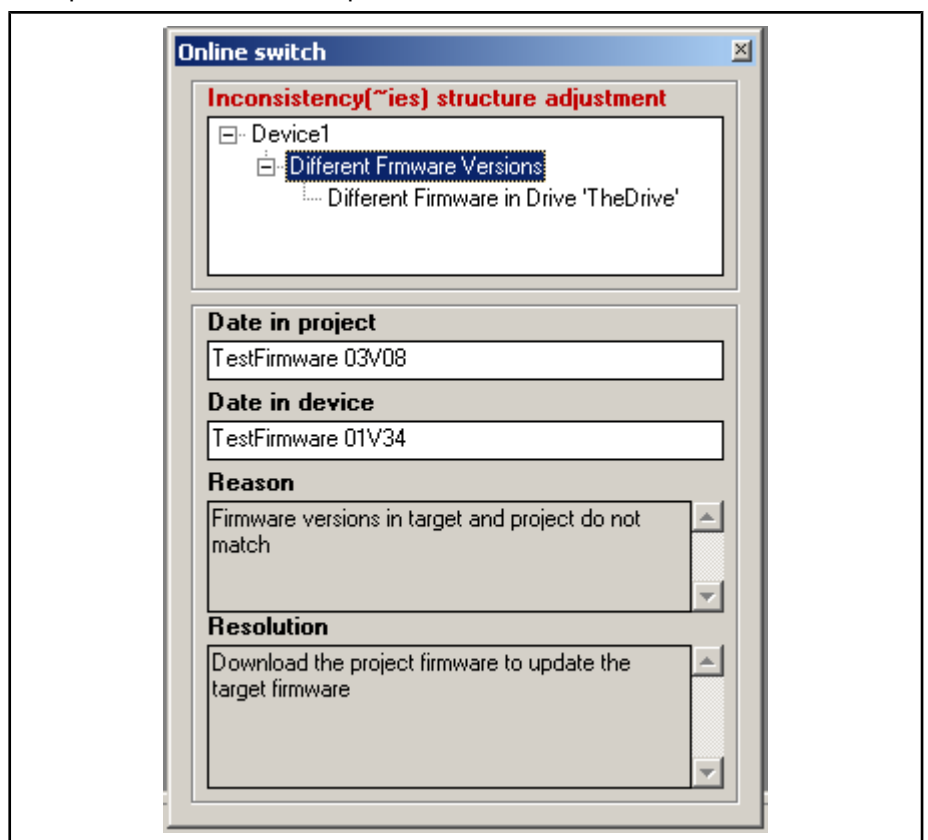 Online switch
Inconsistency(~ies) structure adjustment
Device1
Different Frmware Versions
Different Firmware in Drive 'TheDrive'
Date in project
TestFirmware 03V08
Date in device
TestFirmware 01V34
Reason
Firmware versions in target and project do not
match
Resolution
Download the project firmware to update the
target firmware